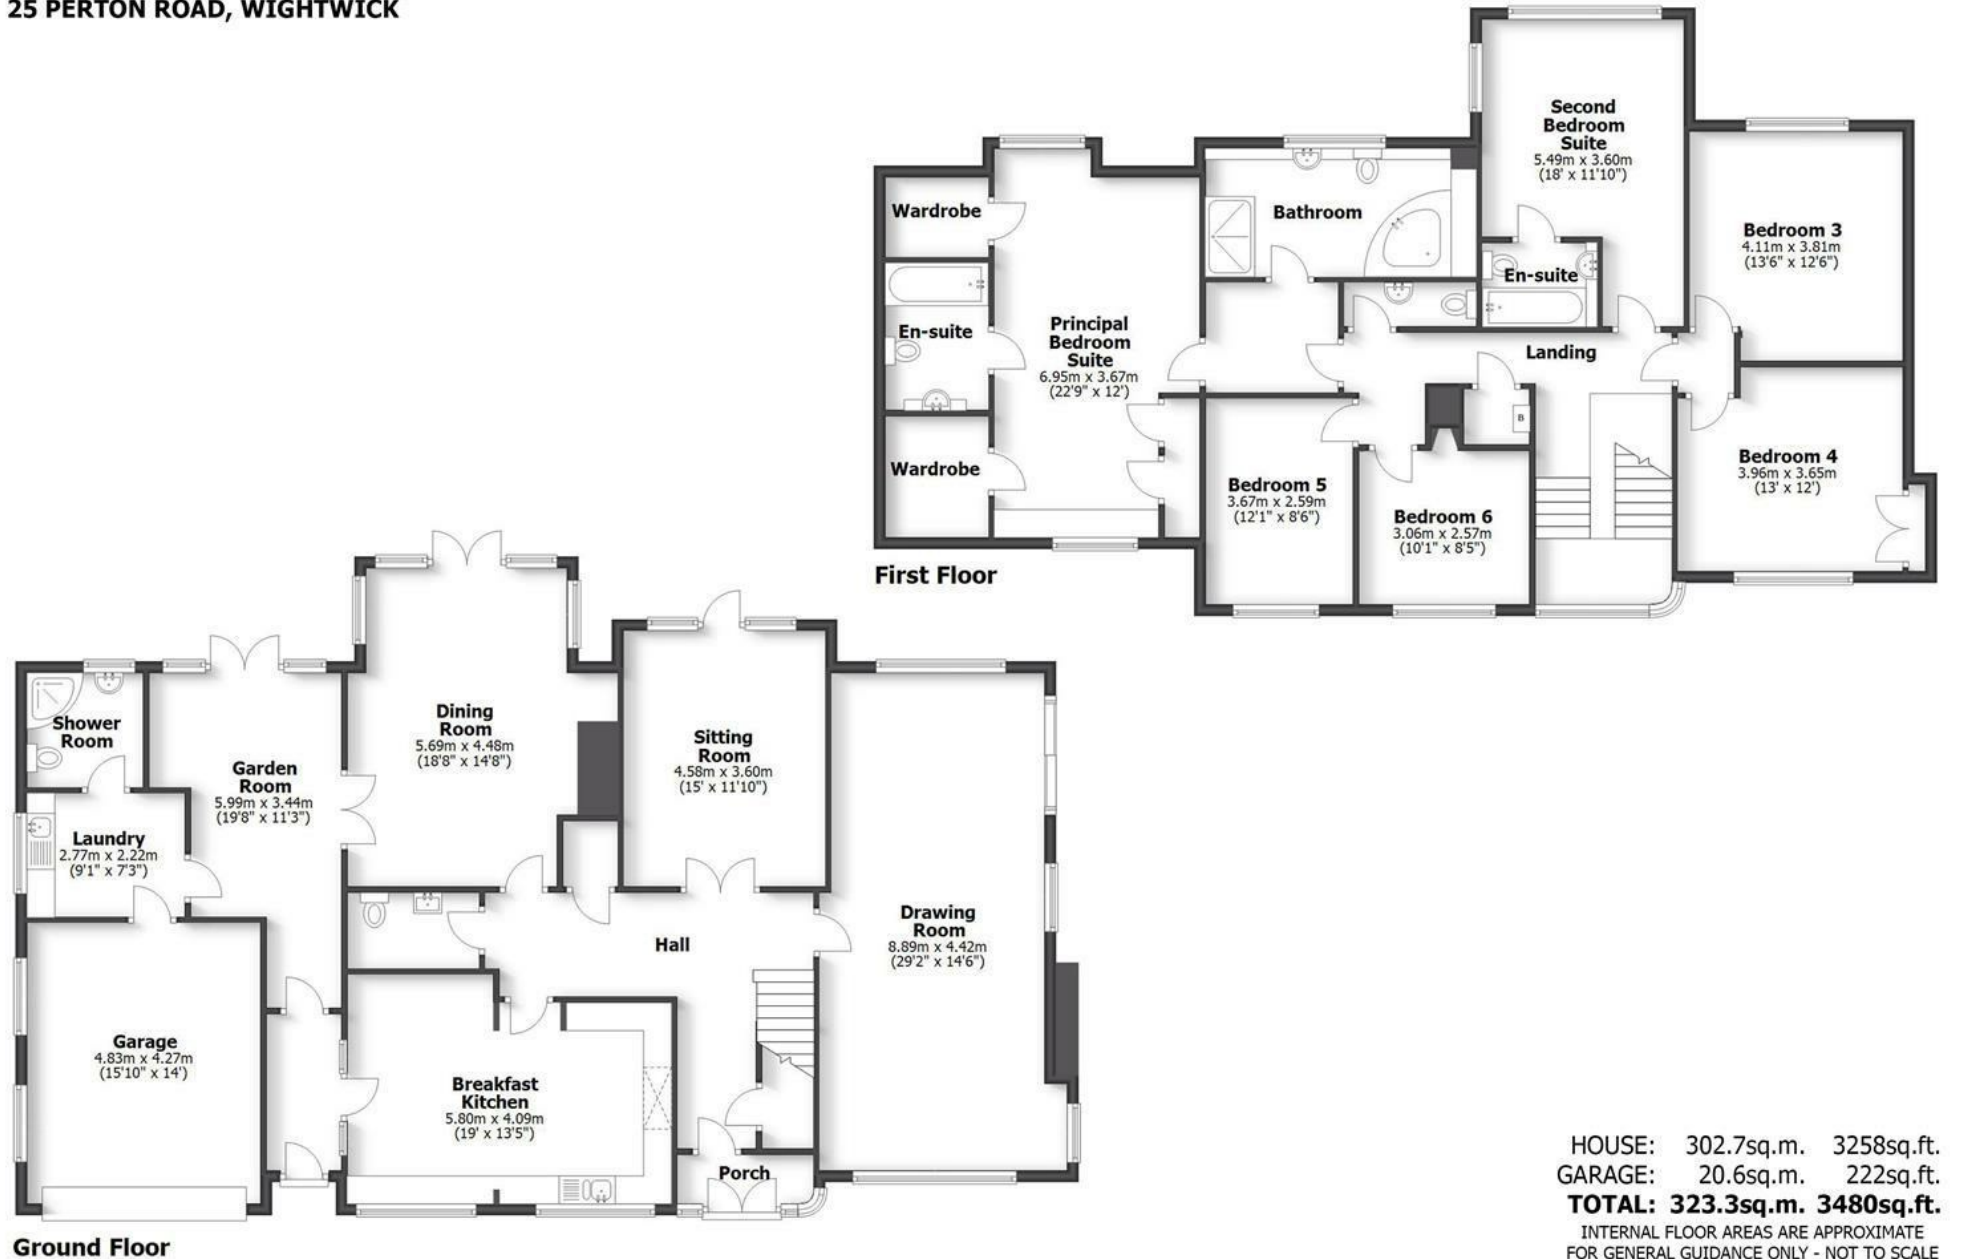 25 PERTON ROAD, WIGHTWICK
Second
Bedroom
Suite
5.49m x 3.60m
(18' x 11'10")
Wardrobe
Bathroom
Bedroom 3
4.11m x 3.81m
(13'6" x 12'6")
En-suite
En-suite
Principal
Bedroom
Suite
6.95m x 3.67m
(22'9" x 12')
Landing
B
Wardrobe
Bedroom 5
3.67m x 2.59m
(12'1" x 8'6")
Bedroom 6
3.06m x 2.57m
(10'1" x 8'5")
Bedroom 4
3.96m x 3.65m
(13' x 12')
First Floor
Shower
Room
Dining
Room
5.69m x 4.48m
(18'8" x 14'8")
Sitting
Room
4.58m x 3.60m
(15' x 11'10")
Garden
Room
5.99m x 3.44m
(19'8" x 11'3")
Laundry
2.77m x 2.22m
(9'1" x 7'3")
Hall
Drawing
Room
8.89m x 4.42m
(29'2" x 14'6")
Garage
4.83m x 4.27m
(15'10" x 14')
Breakfast
Kitchen
5.80m x 4.09m
(19' x 13'5")
Porch
Ground Floor
HOUSE: 302.7sq.m. 3258sq.ft.
GARAGE: 20.6sq.m. 222sq.ft.
TOTAL: 323.3sq.m. 3480sq.ft.
INTERNAL FLOOR AREAS ARE APPROXIMATE
FOR GENERAL GUIDANCE ONLY - NOT TO SCALE